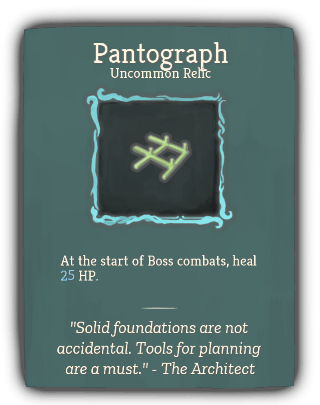 Pantograph
Uncommon Relic
At the start of Boss combats, heal
25 HP.
"Solid foundations are not
accidental. Tools for planning
are a must." - The Architect